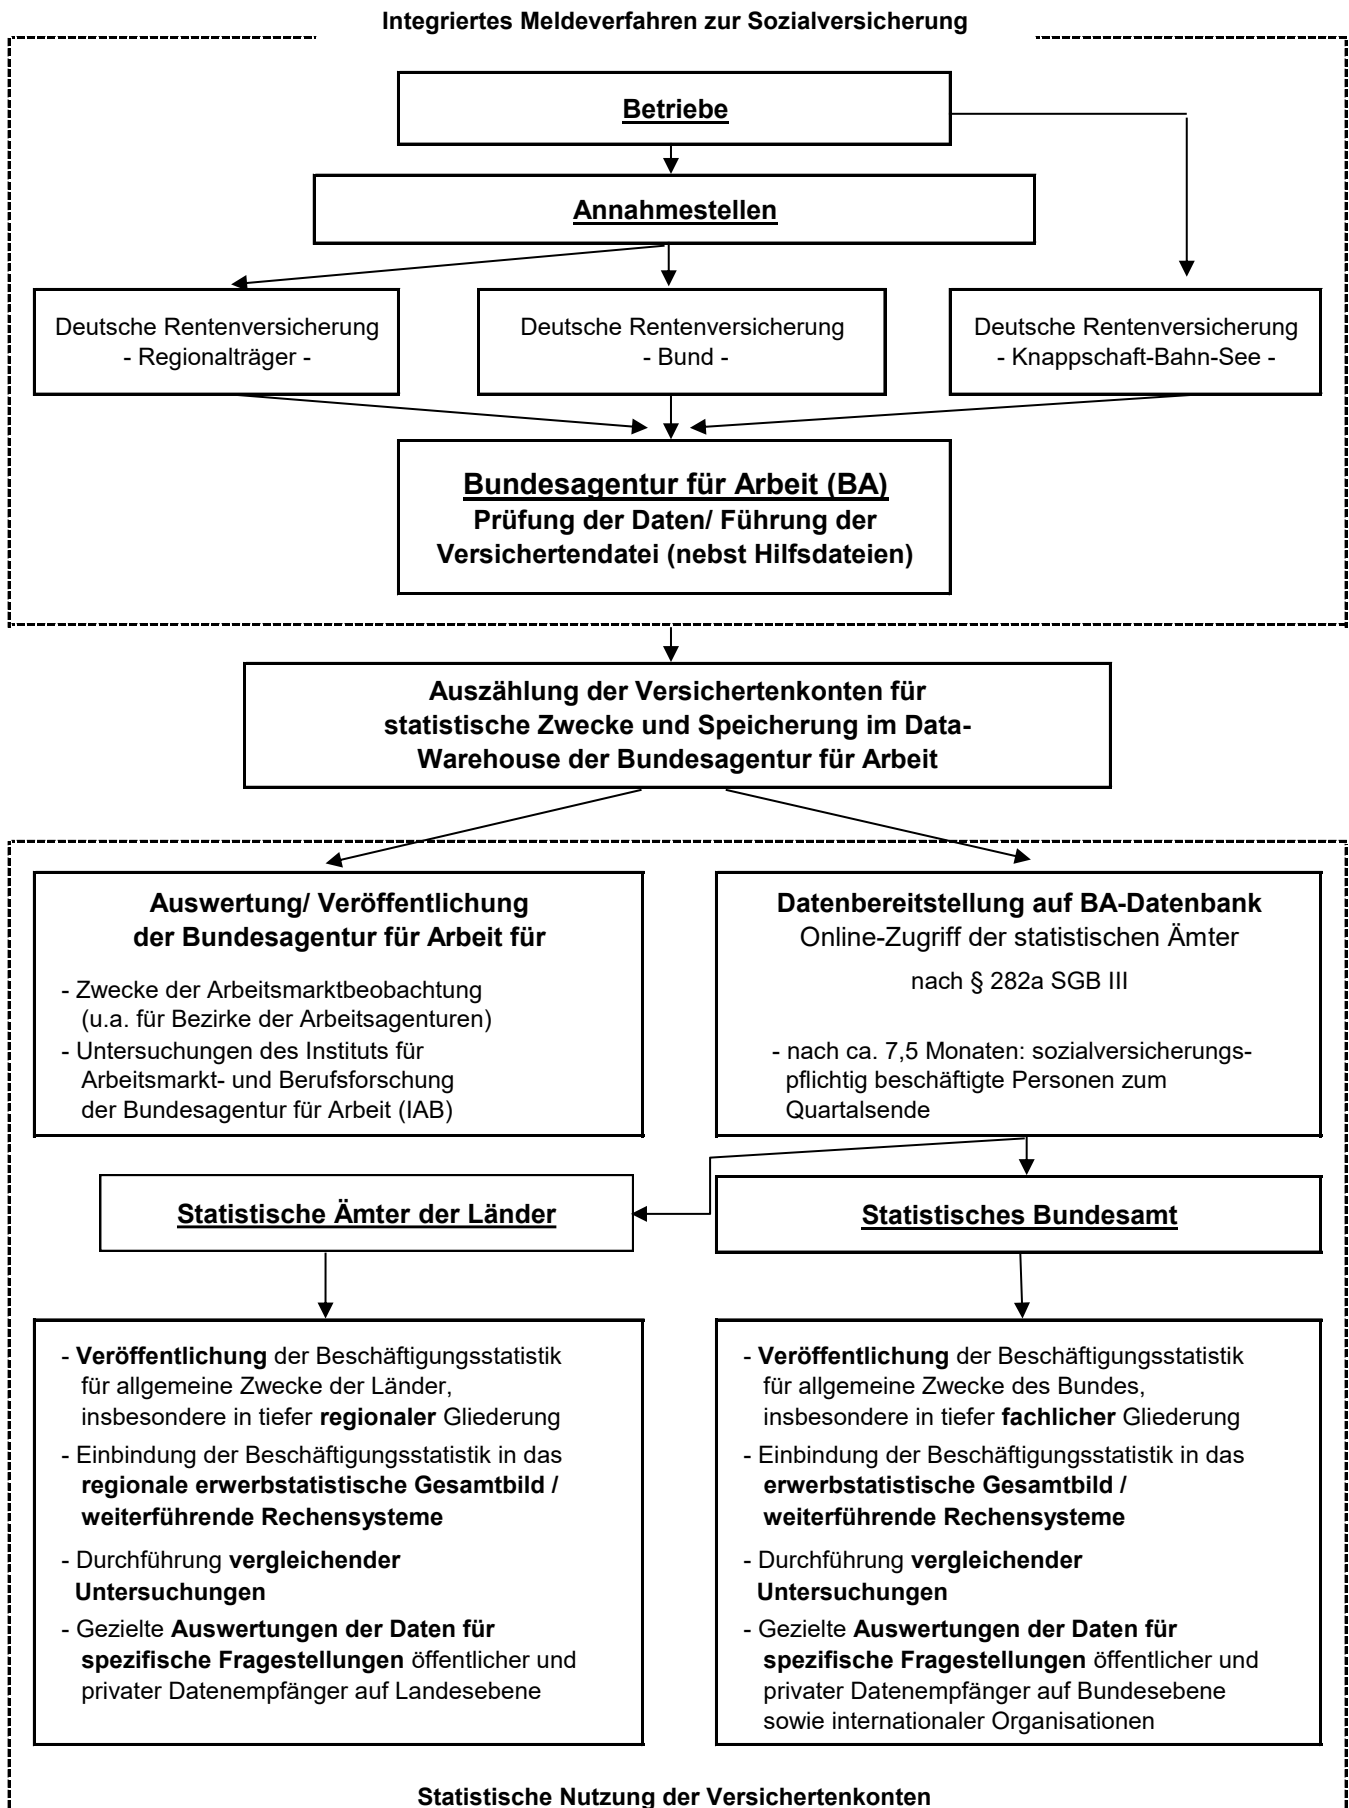 Integriertes Meldeverfahren zur Sozialversicherung
Betriebe
Annahmestellen
Deutsche Rentenversicherung
- Regionalträger -
Deutsche Rentenversicherung
- Bund -
Deutsche Rentenversicherung
- Knappschaft-Bahn-See -
Bundesagentur für Arbeit (BA)
Prüfung der Daten/ Führung der
Versichertendatei (nebst Hilfsdateien)
Auszählung der Versichertenkonten für
statistische Zwecke und Speicherung im Data-
Warehouse der Bundesagentur für Arbeit
Auswertung/ Veröffentlichung
der Bundesagentur für Arbeit für
- Zwecke der Arbeitsmarktbeobachtung
(u.a. für Bezirke der Arbeitsagenturen)
- Untersuchungen des Instituts für
Arbeitsmarkt- und Berufsforschung
der Bundesagentur für Arbeit (IAB)
Datenbereitstellung auf BA-Datenbank
Online-Zugriff der statistischen Ämter
nach § 282a SGB III
- nach ca. 7,5 Monaten: sozialversicherungs-
pflichtig beschäftigte Personen zum
Quartalsende
Statistische Ämter der Länder
Statistisches Bundesamt
- Veröffentlichung der Beschäftigungsstatistik
für allgemeine Zwecke der Länder,
insbesondere in tiefer regionaler Gliederung
- Einbindung der Beschäftigungsstatistik in das
regionale erwerbstatistische Gesamtbild /
weiterführende Rechensysteme
- Durchführung vergleichender
Untersuchungen
- Gezielte Auswertungen der Daten für
spezifische Fragestellungen öffentlicher und
privater Datenempfänger auf Landesebene
- Veröffentlichung der Beschäftigungsstatistik
für allgemeine Zwecke des Bundes,
insbesondere in tiefer fachlicher Gliederung
- Einbindung der Beschäftigungsstatistik in das
erwerbstatistische Gesamtbild /
weiterführende Rechensysteme
- Durchführung vergleichender
Untersuchungen
- Gezielte Auswertungen der Daten für
spezifische Fragestellungen öffentlicher und
privater Datenempfänger auf Bundesebene
sowie internationaler Organisationen
Statistische Nutzung der Versichertenkonten